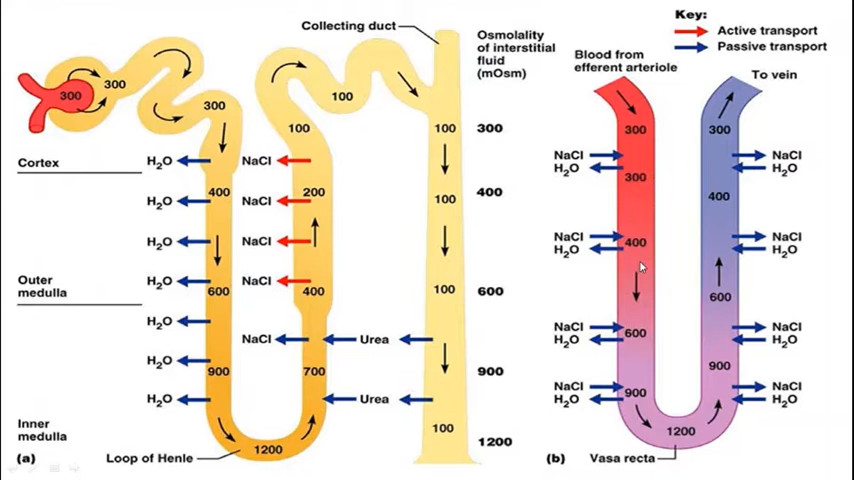 Collecting duct
Osmolality
of interstitial
fluid
(mOsm)
Key:
Active transport
Passive transport
Blood from
efferent arteriole
To vein
300
300
300
400
600
900
1200
700
400
200
100
100
100
100
100
100
300
400
600
900
1200
Cortex
Outer
medulla
Inner
medulla
H₂O
H₂O
H₂O
H₂O
H₂O
H₂O
H₂O
NaCl
NaCl
NaCl
NaCl
NaCl
Urea
Urea
(a)
Loop of Henle
300
300
400
600
900
1200
900
600
400
300
NaCl
H₂O
NaCl
H₂O
NaCl
H₂O
NaCl
H₂O
NaCl
H₂O
NaCl
H₂O
NaCl
H₂O
NaCl
H₂O
(b)
Vasa recta